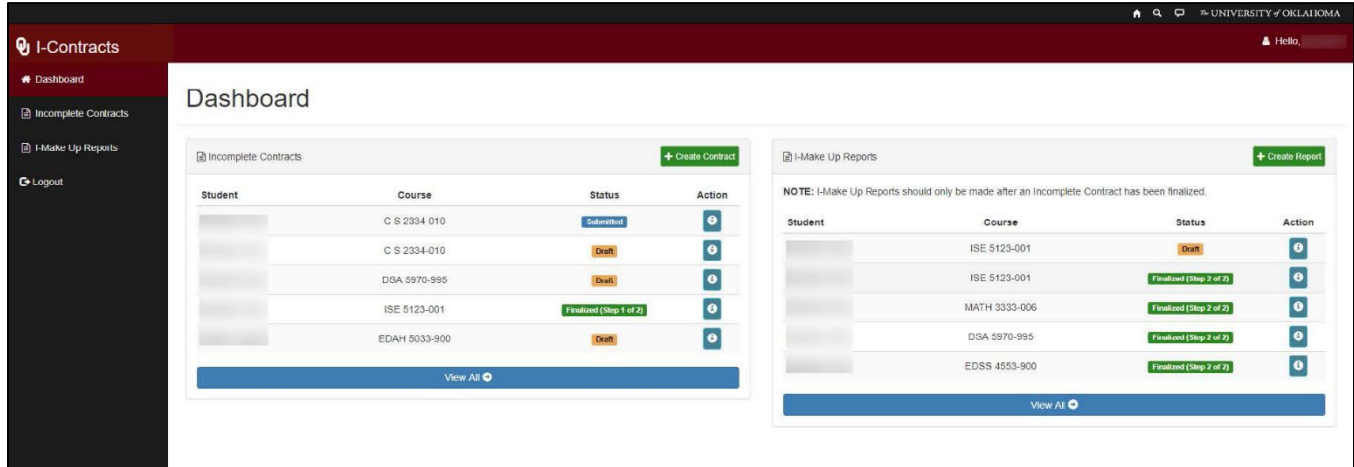 The UNIVERSITY of OKLAHOMA
I-Contracts
Hello,
Dashboard
Incomplete Contracts
I-Make Up Reports
Logout
Dashboard
Incomplete Contracts
+ Create Contract
Student Course Status Action
C S 2334 010 Submitted
C S 2334-010 Draft
DSA 5970-995 Draft
ISE 5123-001 Finalized (Step 1 of 2)
EDAH 5033-900 Draft
View All
I-Make Up Reports
+ Create Report
NOTE: I-Make Up Reports should only be made after an Incomplete Contract has been finalized.
Student Course Status Action
ISE 5123-001 Draft
ISE 5123-001 Finalized (Step 2 of 2)
MATH 3333-006 Finalized (Step 2 of 2)
DSA 5970-995 Finalized (Step 2 of 2)
EDSS 4553-900 Finalized (Step 2 of 2)
View All